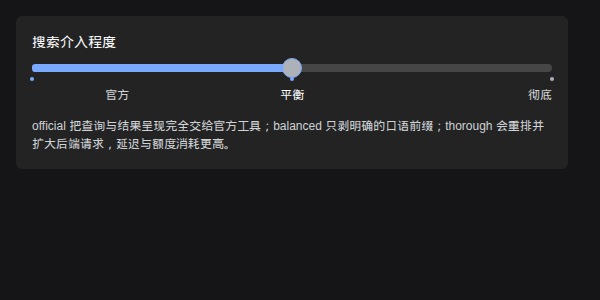 搜索介入程度
官方 平衡 彻底
official 把查询与结果呈现完全交给官方工具；balanced 只剥明确的口语前缀；thorough 会重排并
扩大后端请求，延迟与额度消耗更高。